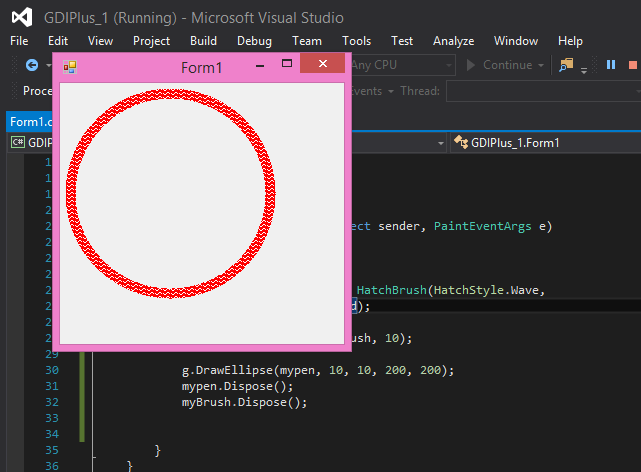 GDIPlus_1 (Running) - Microsoft Visual Studio
File Edit View Project Build Debug Team Tools Test Analyze Window Help
Form1
Any CPU Continue
Proce Events Thread:
Form1.c
C# GDIP GDIPlus_1.Form1
ect sender, PaintEventArgs e)
HatchBrush(HatchStyle.Wave,
d);
ush, 10);
29
30 g.DrawEllipse(mypen, 10, 10, 200, 200);
31 mypen.Dispose();
32 myBrush.Dispose();
33
34
35 }
36 }